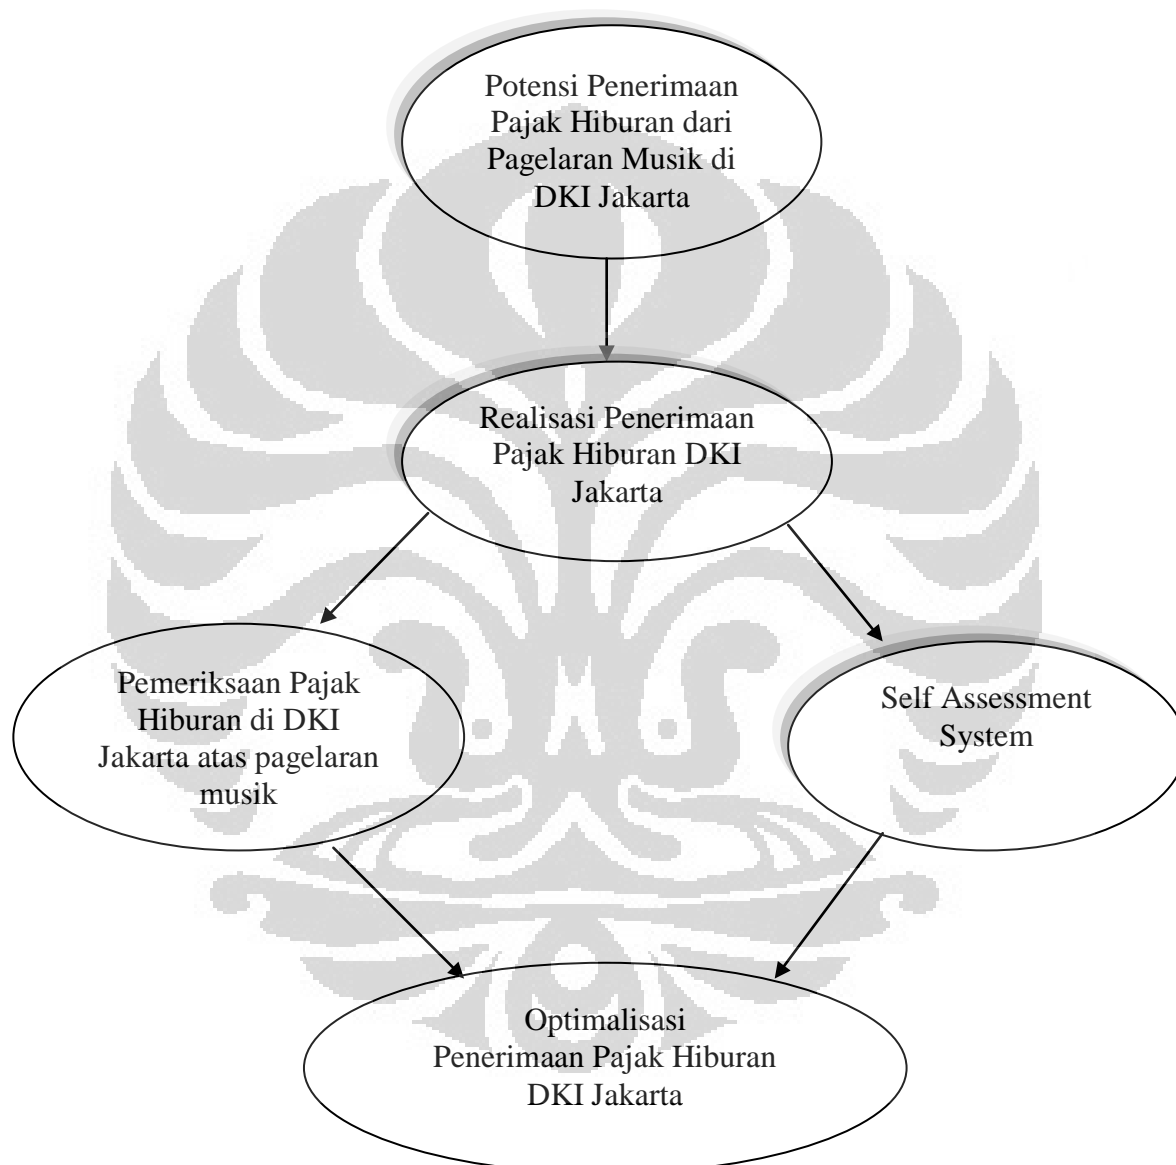 Potensi Penerimaan
Pajak Hiburan dari
Pagelaran Musik di
DKI Jakarta
Realisasi Penerimaan
Pajak Hiburan DKI
Jakarta
Pemeriksaan Pajak
Hiburan di DKI
Jakarta atas pagelaran
musik
Self Assessment
System
Optimalisasi
Penerimaan Pajak Hiburan
DKI Jakarta